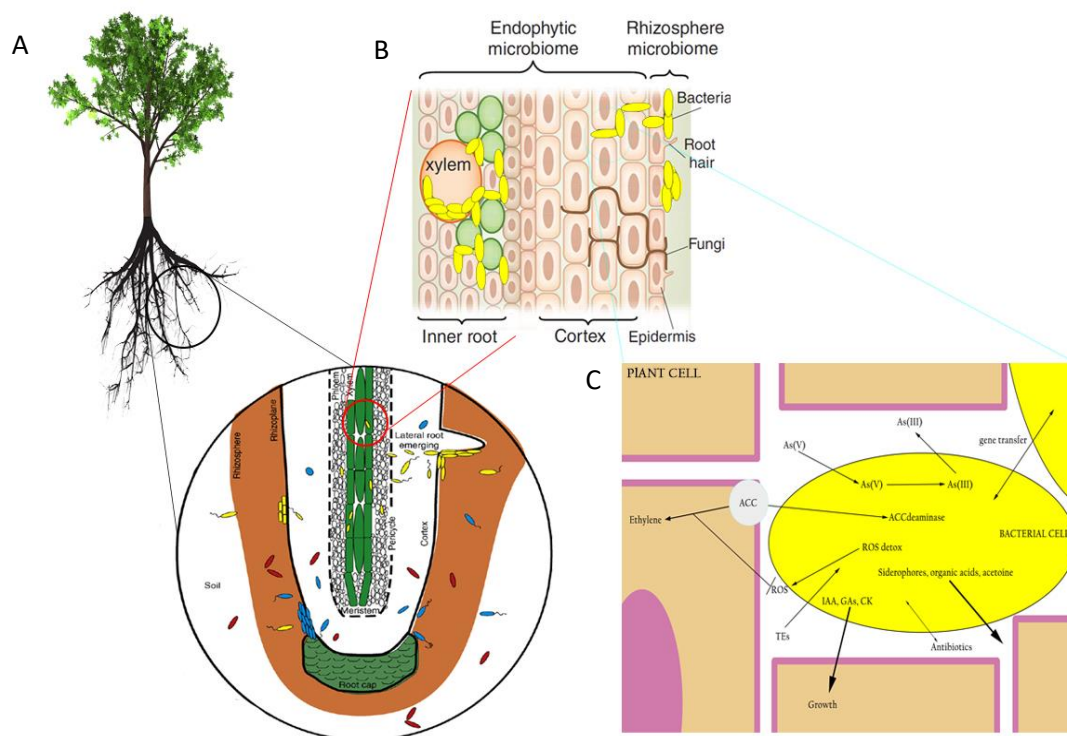 A
B
Endophytic
microbiome
Rhizosphere
microbiome
Bacteria
Root
hair
xylem
Fungi
Inner root
Cortex
Epidermis
Rhizosphere
Rhizoplane
Phloem
Xylem
Lateral root
emerging
Pericycle
Cortex
Soil
Meristem
Root cap
C
PLANT CELL
As(III)
As(V)
gene transfer
As(V)
As(III)
ACC
Ethylene
ACCdeaminase
BACTERIAL CELL
ROS detox
Siderophores, organic acids, acetoine
ROS
IAA, GAs, CK
TEs
Antibiotics
Growth